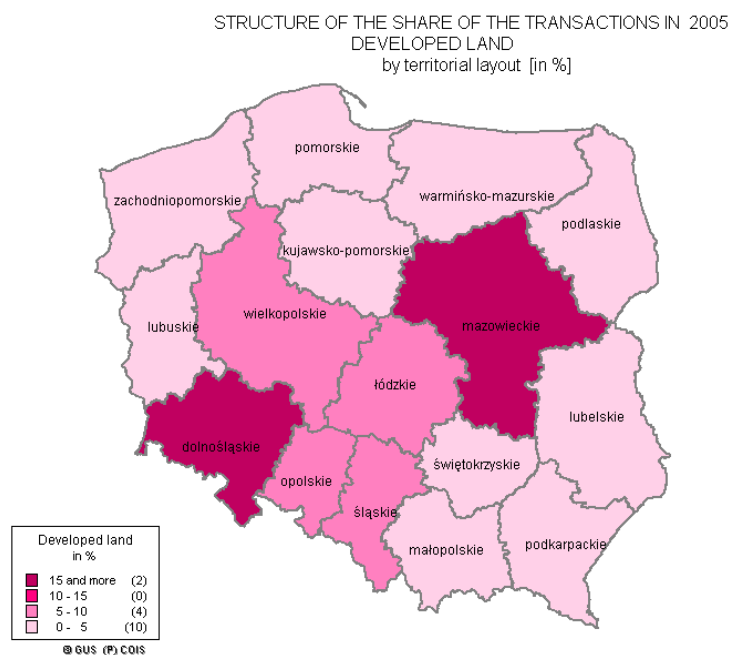 STRUCTURE OF THE SHARE OF THE TRANSACTIONS IN 2005
DEVELOPED LAND
by territorial layout [in %]
pomorskie
warmińsko-mazurskie
zachodniopomorskie
podlaskie
kujawsko-pomorskie
wielkopolskie
mazowieckie
lubuskie
łódzkie
lubelskie
dolnośląskie
świętokrzyskie
opolskie
śląskie
małopolskie
podkarpackie
Developed land
in %
15 and more (2)
10 - 15 (0)
5 - 10 (4)
0 - 5 (10)
© GUS (P) COIS